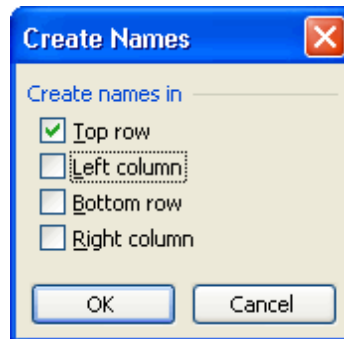 Create Names
Create names in
Top row
Left column
Bottom row
Right column
OK Cancel